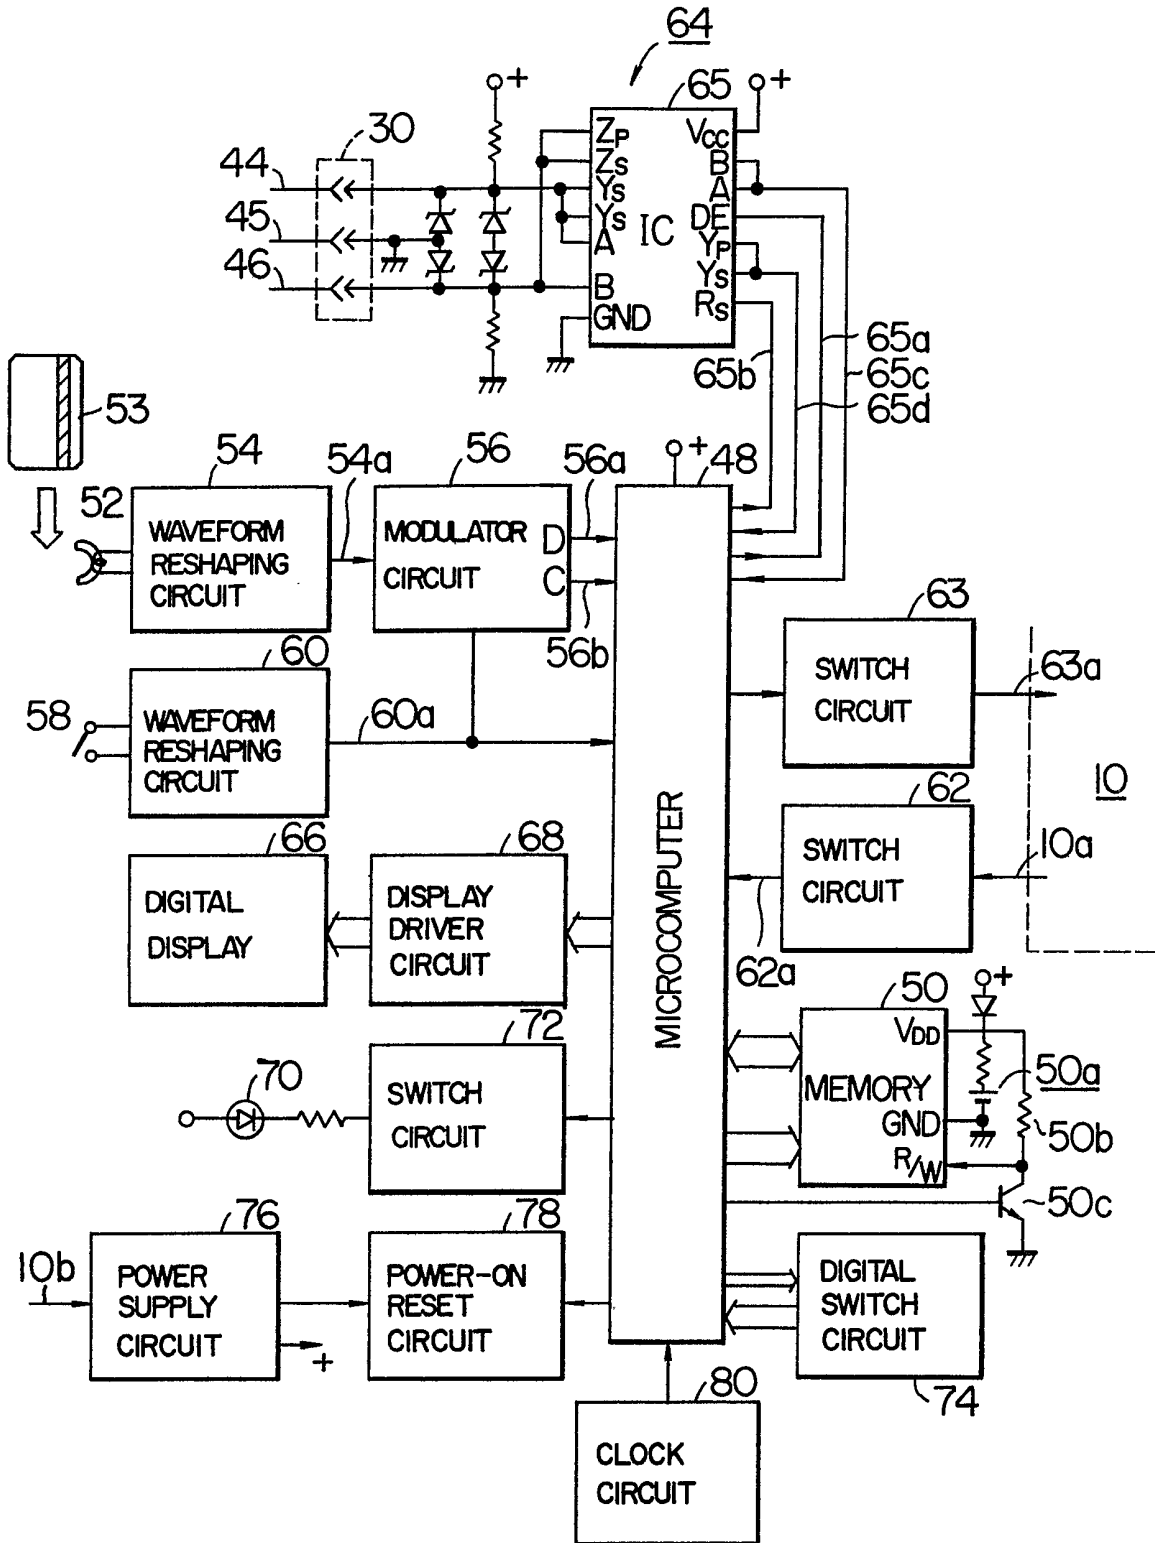 64
+
65
+
30
44
45
46
ZP
ZS
YS
YS
A
B
GND
IC
VCC
B
A
DE
YP
YS
RS
65a
65b
65c
65d
53
52
54
WAVEFORM
RESHAPING
CIRCUIT
54a
56
MODULATOR
CIRCUIT
D
C
56a
56b
+
48
MICROCOMPUTER
58
60
WAVEFORM
RESHAPING
CIRCUIT
60a
63
SWITCH
CIRCUIT
63a
10
62
SWITCH
CIRCUIT
10a
62a
66
DIGITAL
DISPLAY
68
DISPLAY
DRIVER
CIRCUIT
50
VDD
MEMORY
GND
R/W
+
50a
50b
50c
70
72
SWITCH
CIRCUIT
10b
76
POWER
SUPPLY
CIRCUIT
+
78
POWER-ON
RESET
CIRCUIT
DIGITAL
SWITCH
CIRCUIT
74
80
CLOCK
CIRCUIT